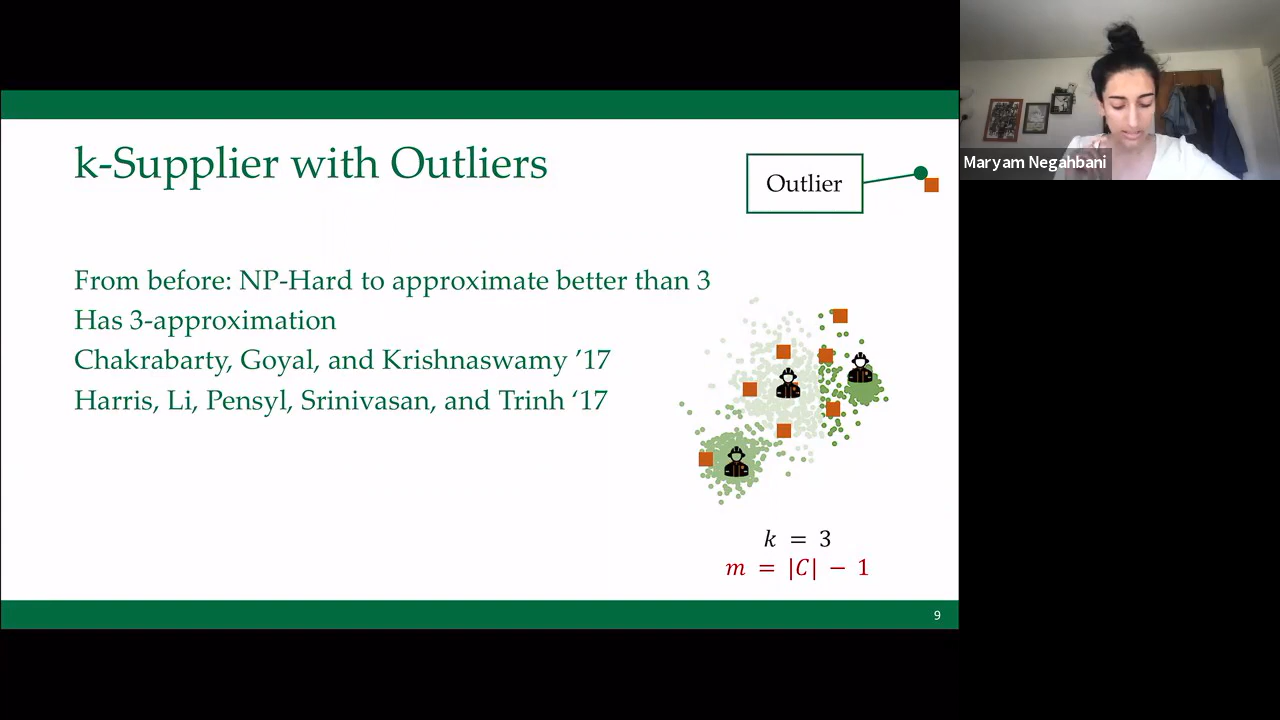 k-Supplier with Outliers
Outlier
Maryam Negahbani
From before: NP-Hard to approximate better than 3
Has 3-approximation
Chakrabarty, Goyal, and Krishnaswamy ’17
Harris, Li, Pensyl, Srinivasan, and Trinh ‘17
k = 3
m = |C| − 1
9